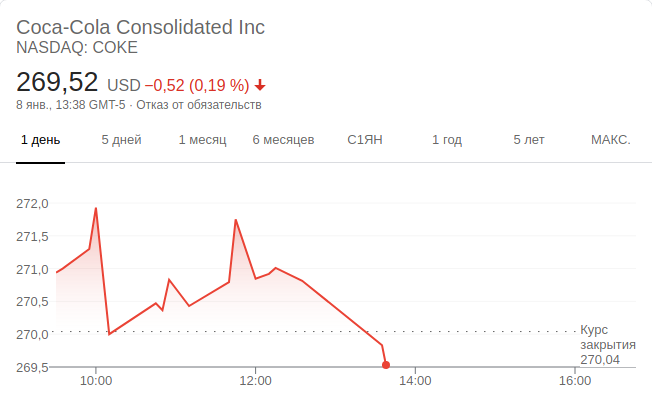 Coca-Cola Consolidated Inc
NASDAQ: COKE
269,52 USD −0,52 (0,19 %)
8 янв., 13:38 GMT-5 · Отказ от обязательств
1 день 5 дней 1 месяц 6 месяцев С1ЯН 1 год 5 лет МАКС.
272,0
271,5
271,0
270,5
270,0
269,5
Курс
закрытия
270,04
10:00 12:00 14:00 16:00